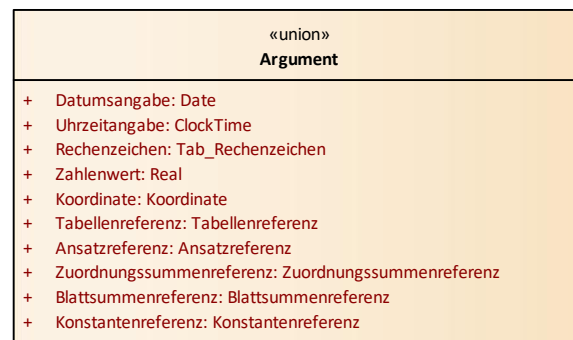 «union»
Argument
+ Datumsangabe: Date
+ Uhrzeitangabe: ClockTime
+ Rechenzeichen: Tab_Rechenzeichen
+ Zahlenwert: Real
+ Koordinate: Koordinate
+ Tabellenreferenz: Tabellenreferenz
+ Ansatzreferenz: Ansatzreferenz
+ Zuordnungssummenreferenz: Zuordnungssummenreferenz
+ Blattsummenreferenz: Blattsummenreferenz
+ Konstantenreferenz: Konstantenreferenz